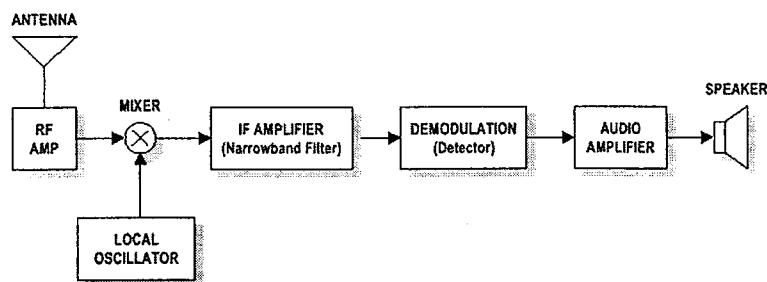 ANTENNA
RF
AMP
MIXER
LOCAL
OSCILLATOR
IF AMPLIFIER
(Narrowband Filter)
DEMODULATION
(Detector)
AUDIO
AMPLIFIER
SPEAKER